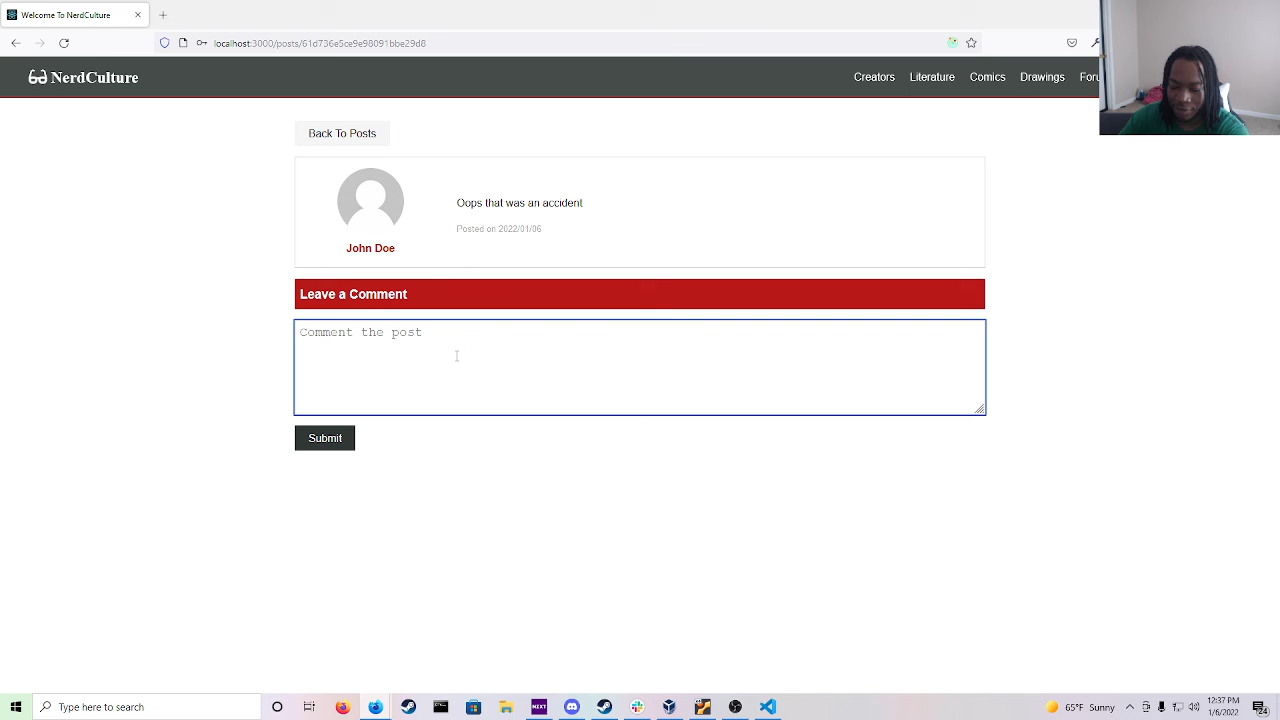 Welcome To NerdCulture
localhost:3000/posts/61d736e5ce9e98091bde29d8
NerdCulture
Creators Literature Comics Drawings
Back To Posts
Oops that was an accident
Posted on 2022/01/06
John Doe
Leave a Comment
Comment the post
Submit
Type here to search
NXT
65°F Sunny
12:37 PM
1/6/2022